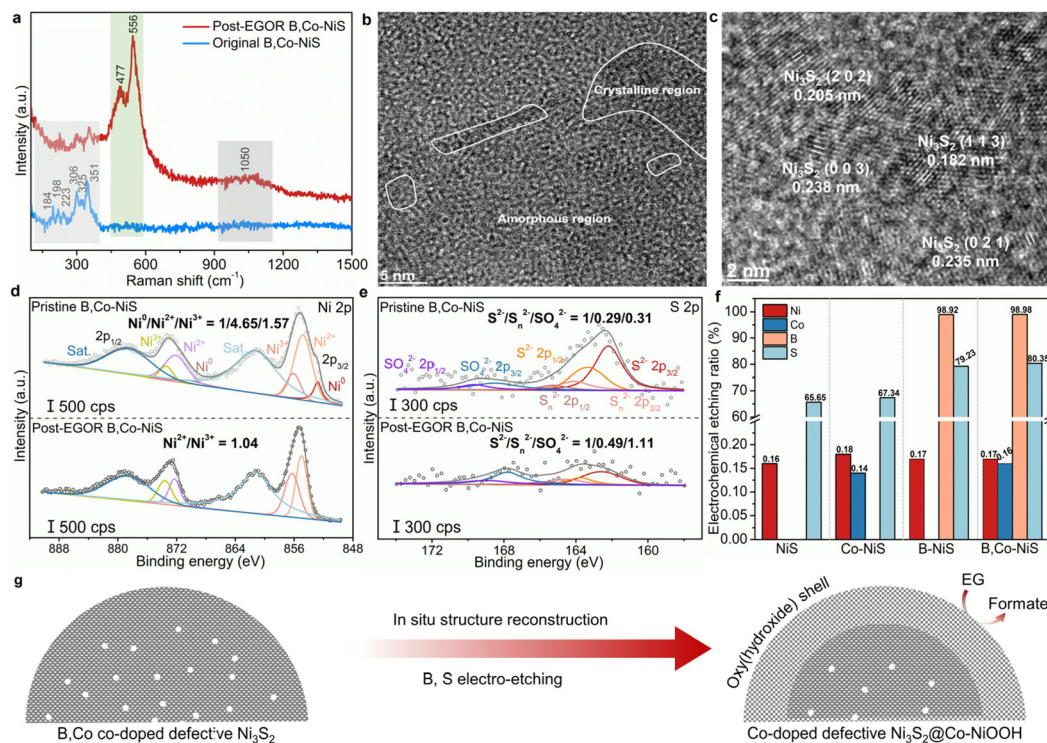 a
Post-EGOR B,Co-NiS
Original B,Co-NiS
556
477
1050
184
198
223
306
325
351
Intensity (a.u.)
300 600 900 1200 1500
Raman shift (cm⁻¹)
b
Crystalline region
Amorphous region
5 nm
c
Ni₃S₂ (2 0 2)
0.205 nm
Ni₃S₂ (1 1 3)
0.182 nm
Ni₃S₂ (0 0 3)
0.238 nm
Ni₃S₂ (0 2 1)
0.235 nm
2 nm
d
Pristine B,Co-NiS
Ni 2p
Ni⁰/Ni²⁺/Ni³⁺ = 1/4.65/1.57
Sat.
2p₁/₂
Ni³⁺
Ni²⁺
Ni⁰
Sat.
Ni³⁺
Ni²⁺
2p₃/₂
Ni⁰
I 500 cps
Post-EGOR B,Co-NiS
Ni²⁺/Ni³⁺ = 1.04
I 500 cps
Intensity (a.u.)
888 880 872 864 856 848
Binding energy (eV)
e
Pristine B,Co-NiS
S 2p
S²⁻/Sₙ²⁻/SO₄²⁻ = 1/0.29/0.31
SO₄²⁻ 2p₁/₂
SO₄²⁻ 2p₃/₂
S²⁻ 2p₁/₂
S²⁻ 2p₃/₂
Sₙ²⁻ 2p₁/₂
Sₙ²⁻ 2p₃/₂
I 300 cps
Post-EGOR B,Co-NiS
S²⁻/Sₙ²⁻/SO₄²⁻ = 1/0.49/1.11
I 300 cps
Intensity (a.u.)
172 168 164 160
Binding energy (eV)
f
Ni
Co
B
S
98.92
98.98
79.23
80.35
65.65
67.34
0.16
0.18
0.14
0.17
0.17
0.16
100
90
80
70
60
0.20
0.15
0.10
0.05
0.00
Electrochemical etching ratio (%)
NiS Co-NiS B-NiS B,Co-NiS
g
In situ structure reconstruction
B, S electro-etching
B,Co co-doped defective Ni₃S₂
Oxy(hydroxide) shell
EG
Formate
Co-doped defective Ni₃S₂@Co-NiOOH